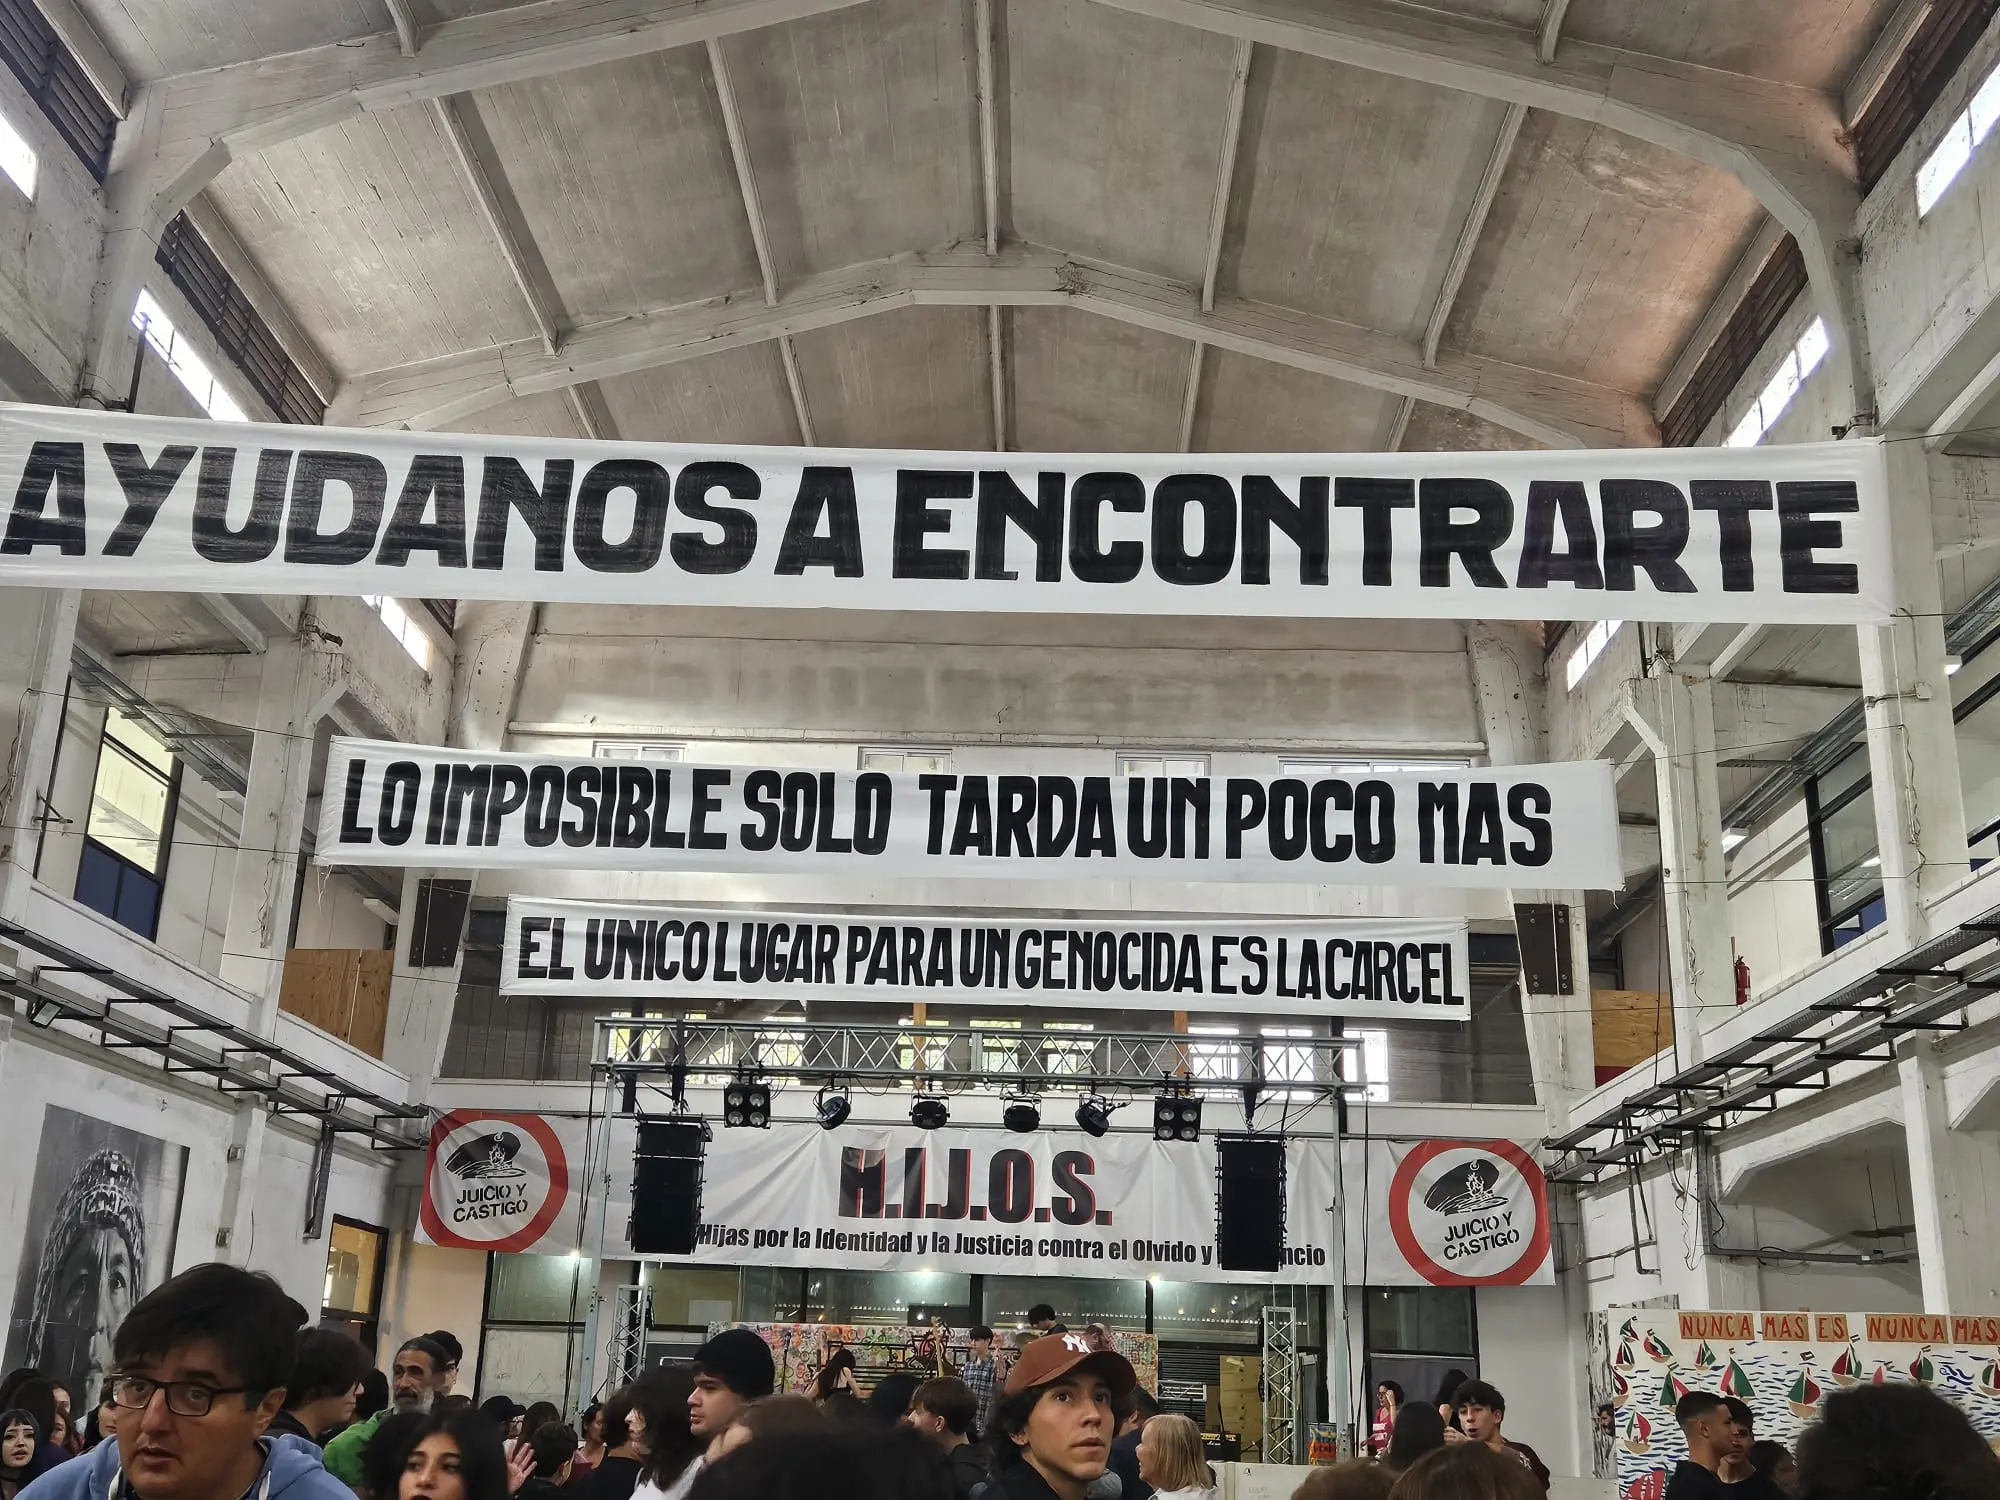 AYUDANOS A ENCONTRARTE
LO IMPOSIBLE SOLO TARDA UN POCO MAS
EL UNICO LUGAR PARA UN GENOCIDA ES LA CARCEL
JUICIO Y
CASTIGO
H.I.J.O.S.
Hijas por la Identidad y la Justicia contra el Olvido y
JUICIO Y
CASTIGO
NUNCA MAS ES NUNCA MAS
NY